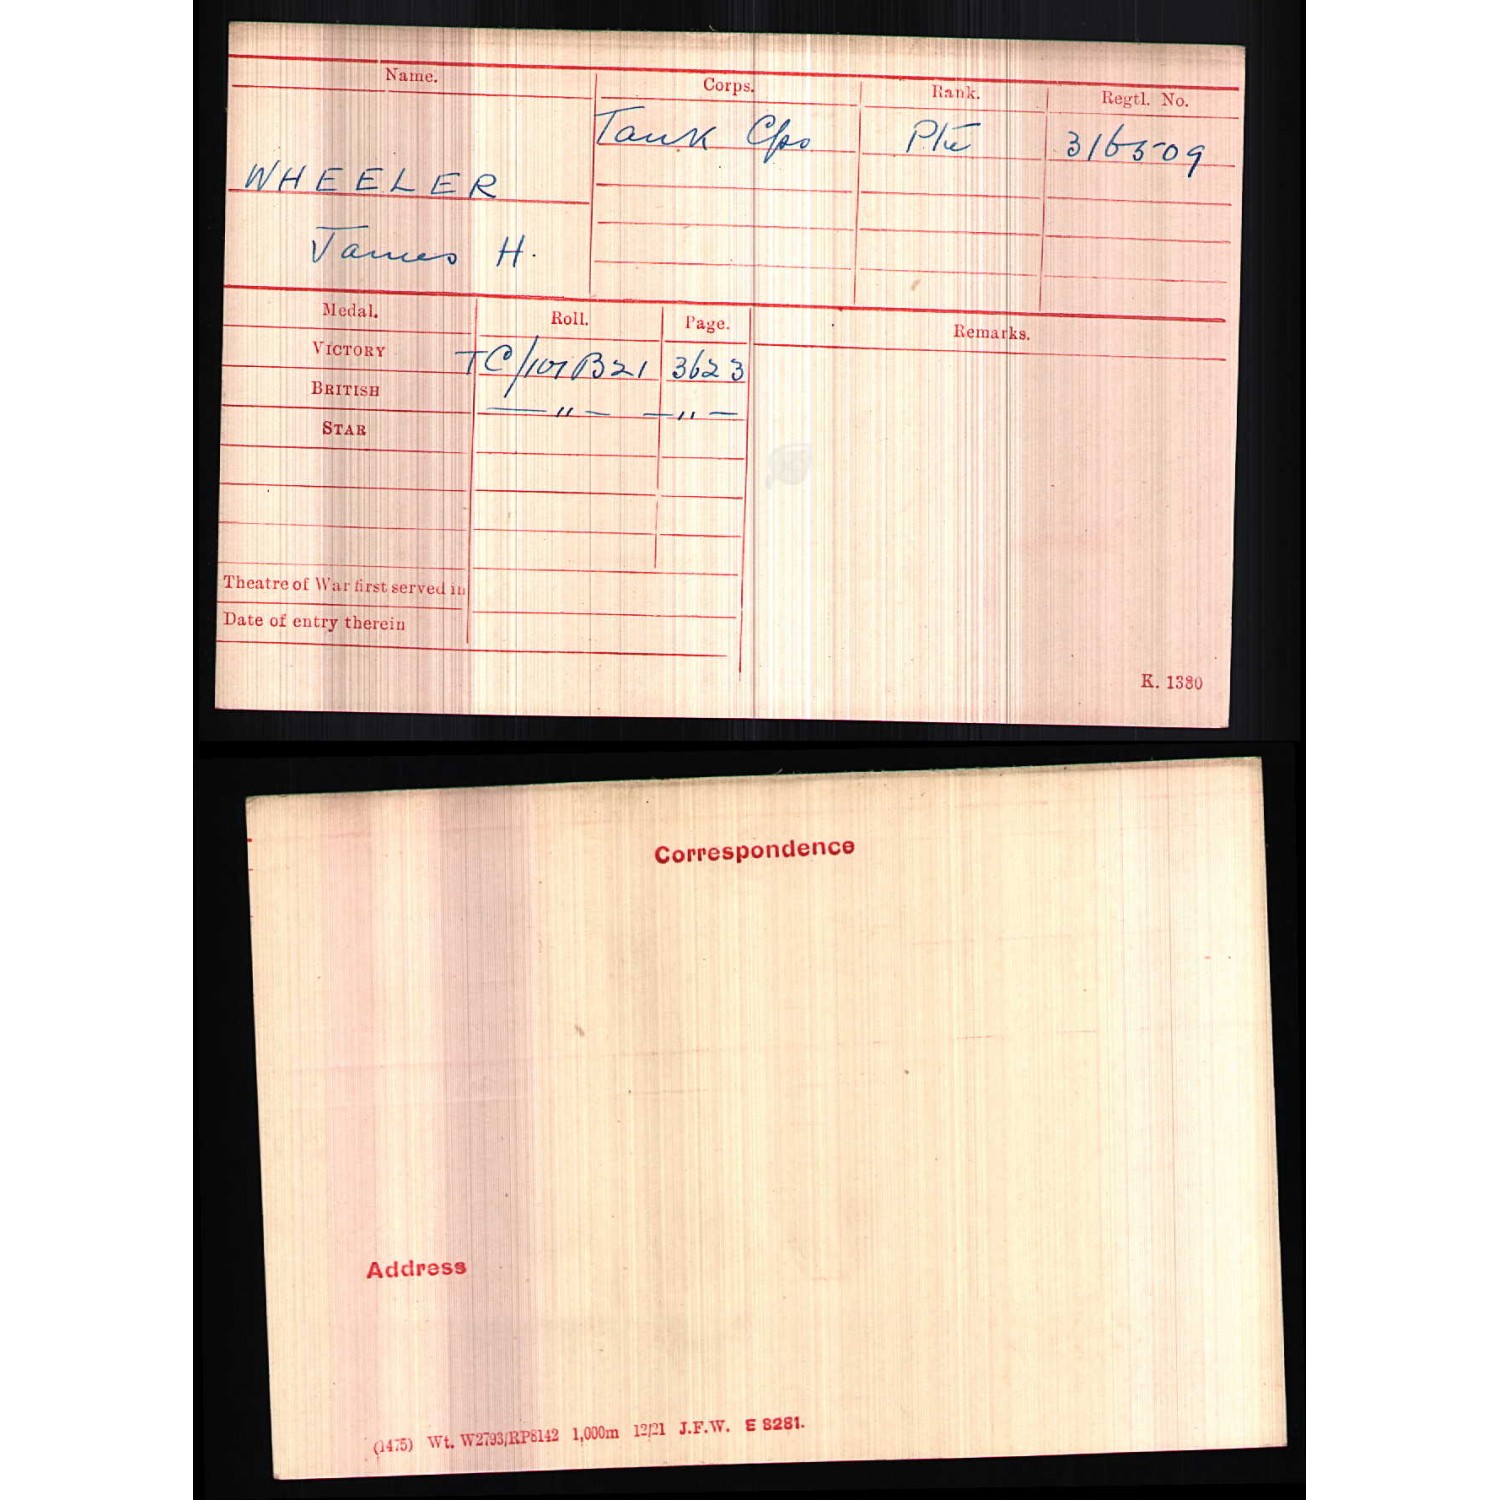 Name. Corps. Rank. Regtl. No.
Tank Cps Pte 316509
WHEELER
James H.
Medal. Roll. Page. Remarks.
VICTORY TC/101B21 3623
BRITISH — " — — " —
STAR
Theatre of War first served in
Date of entry therein
K. 1380
Correspondence
Address
(1475) Wt. W2793/RP8142 1,000m 12/21 J.F.W. E 8281.